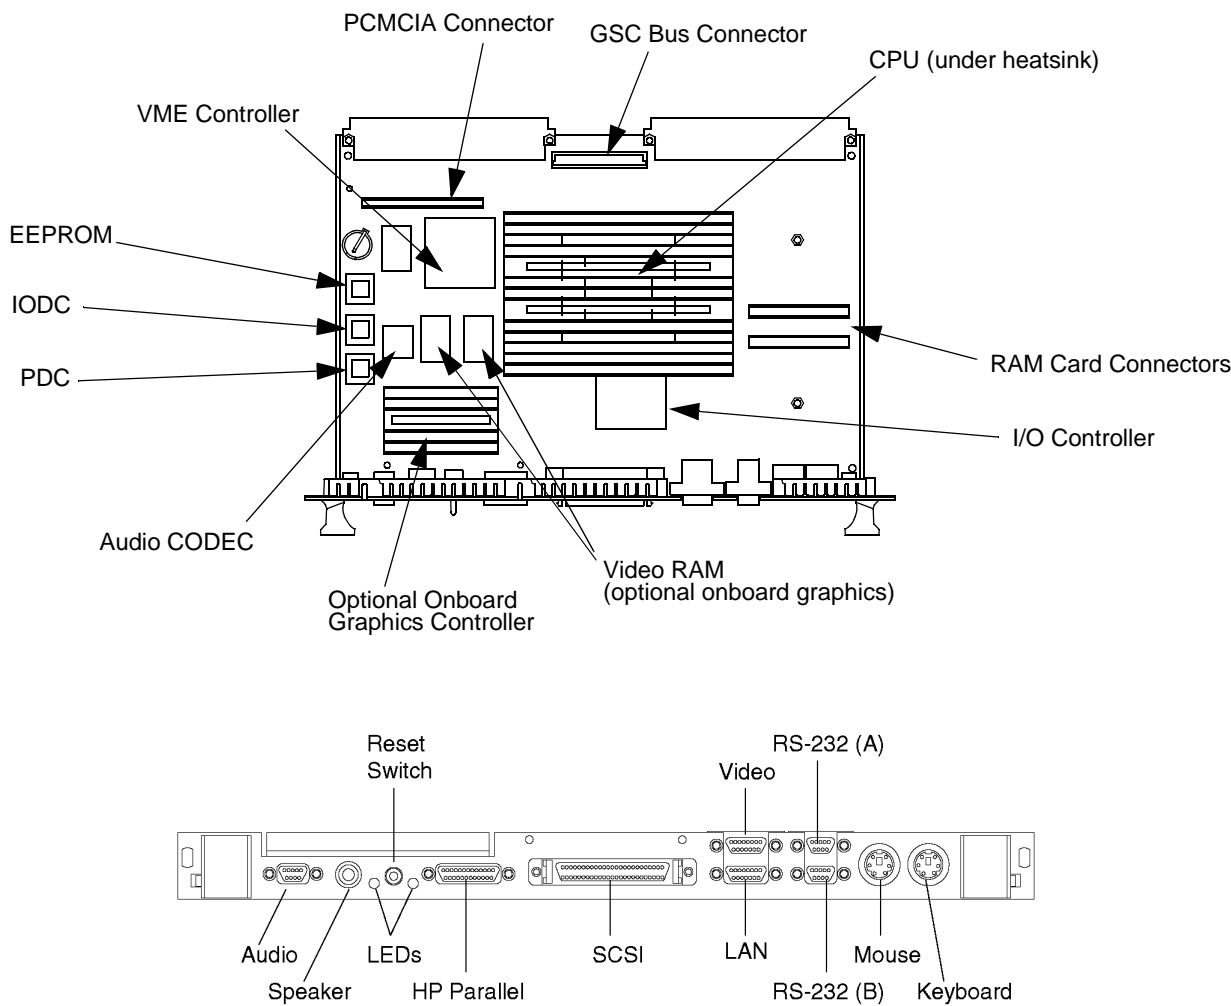 PCMCIA Connector
GSC Bus Connector
CPU (under heatsink)
VME Controller
EEPROM
IODC
PDC
RAM Card Connectors
I/O Controller
Audio CODEC
Video RAM
(optional onboard graphics)
Optional Onboard
Graphics Controller
Reset
Switch
Video
RS-232 (A)
Audio
LEDs
SCSI
LAN
Mouse
Speaker
HP Parallel
RS-232 (B)
Keyboard